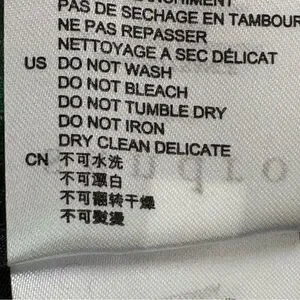 PAS DE SECHAGE EN TAMBOUR
NE PAS REPASSER
NETTOYAGE A SEC DÉLICAT
US DO NOT WASH
DO NOT BLEACH
DO NOT TUMBLE DRY
DO NOT IRON
DRY CLEAN DELICATE
CN 不可水洗
不可漂白
不可翻转干燥
不可熨烫